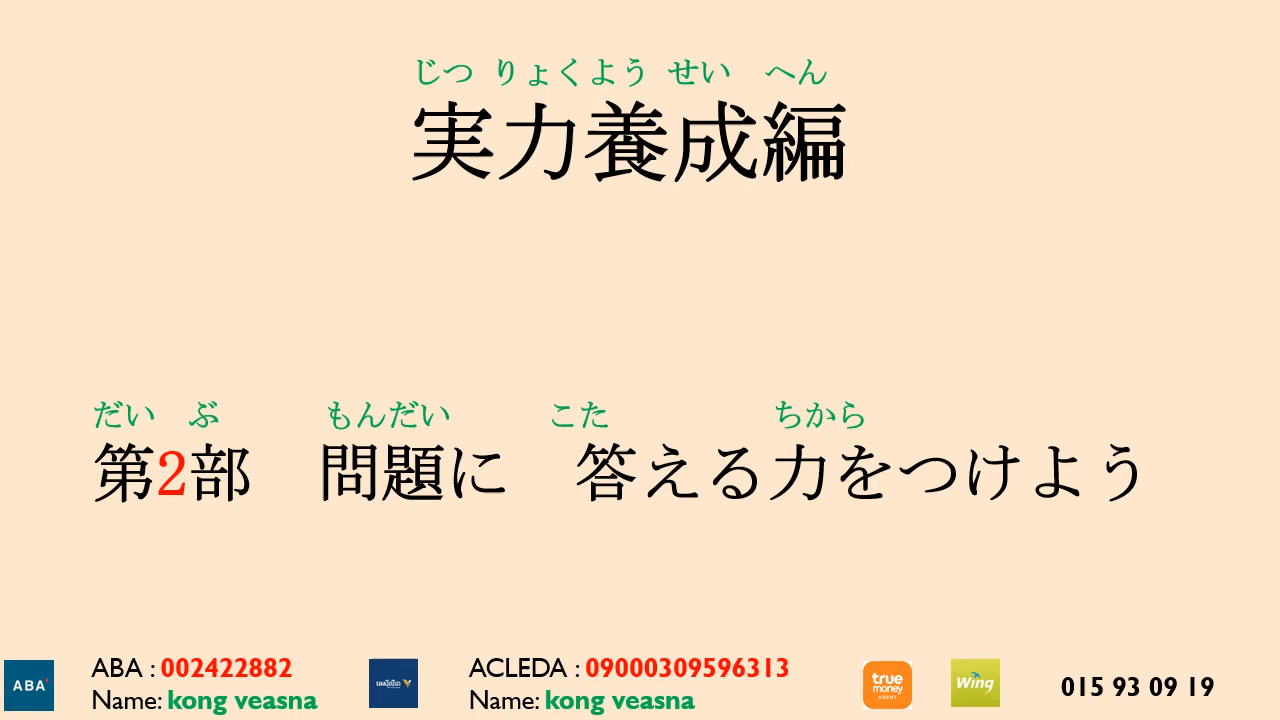 じつ りょくよう せい へん
実力養成編
だい ぶ もんだい こた ちから
第2部 問題に 答える力をつけよう
ABA : 002422882
Name: kong veasna
ACLEDA : 09000309596313
Name: kong veasna
ABA'
true
money
AGENT
Wing
015 93 09 19